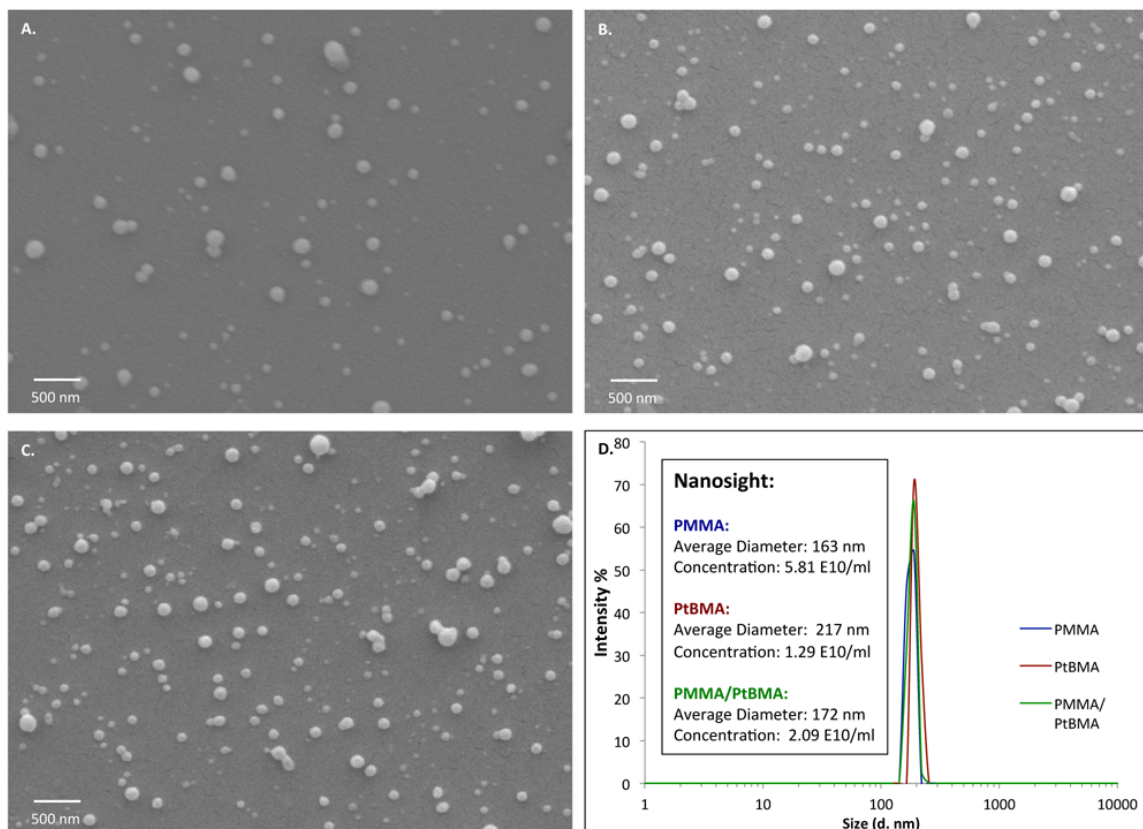 A.
500 nm
B.
500 nm
C.
500 nm
D.
80
70
60
50
40
30
20
10
0
Intensity %
Nanosight:
PMMA:
Average Diameter: 163 nm
Concentration: 5.81 E10/ml
PtBMA:
Average Diameter: 217 nm
Concentration: 1.29 E10/ml
PMMA/PtBMA:
Average Diameter: 172 nm
Concentration: 2.09 E10/ml
PMMA
PtBMA
PMMA/
PtBMA
1 10 100 1000 10000
Size (d. nm)